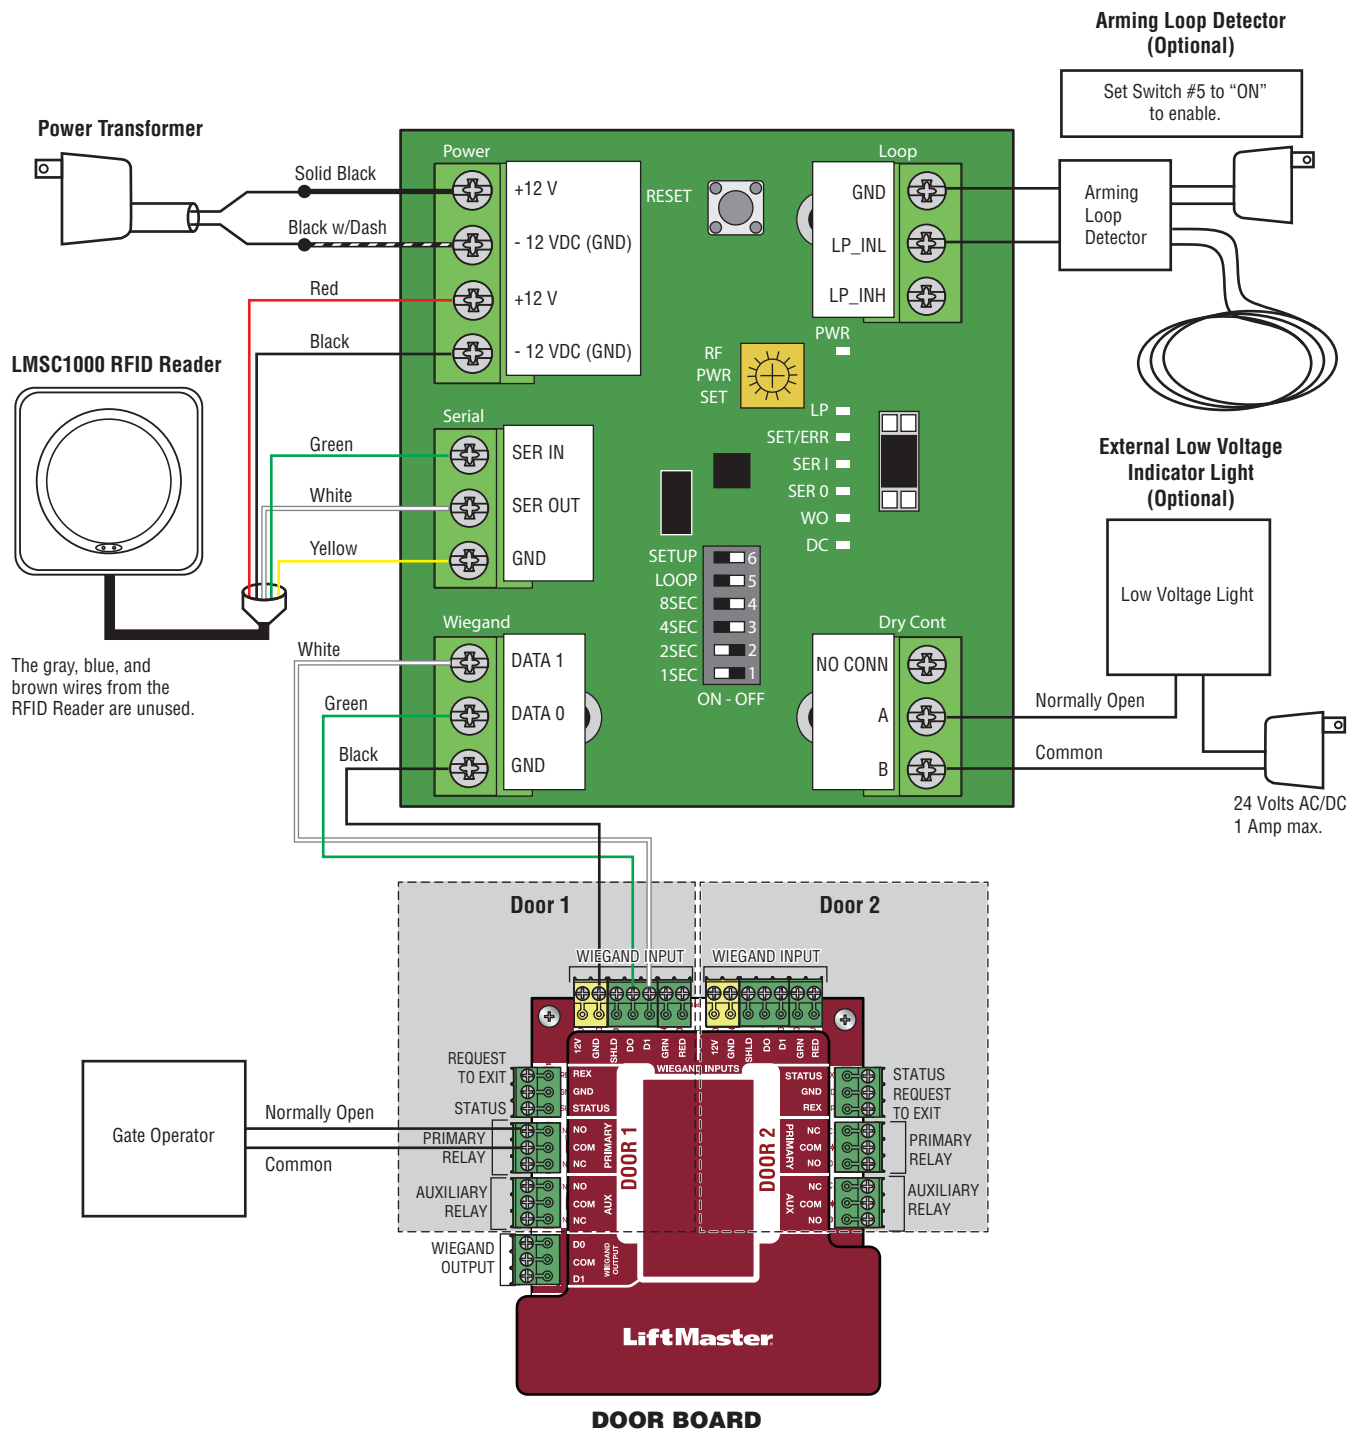 Arming Loop Detector
(Optional)
Set Switch #5 to “ON”
to enable.
Power Transformer
Solid Black
Black w/Dash
Red
Black
LMSC1000 RFID Reader
Green
White
Yellow
The gray, blue, and
brown wires from the
RFID Reader are unused.
White
Green
Black
Power
+12 V
- 12 VDC (GND)
+12 V
- 12 VDC (GND)
Serial
SER IN
SER OUT
GND
Wiegand
DATA 1
DATA 0
GND
RESET
RF
PWR
SET
PWR
LP
SET/ERR
SER I
SER 0
WO
DC
SETUP 6
LOOP 5
8SEC 4
4SEC 3
2SEC 2
1SEC 1
ON - OFF
Loop
GND
LP_INL
LP_INH
Arming
Loop
Detector
External Low Voltage
Indicator Light
(Optional)
Low Voltage Light
Dry Cont
NO CONN
A
B
Normally Open
Common
24 Volts AC/DC
1 Amp max.
Door 1
Door 2
WIEGAND INPUT
WIEGAND INPUT
12V
GND
SHLD
DO
D1
GRN
RED
12V
GND
SHLD
DO
D1
GRN
RED
WIEGAND INPUTS
REQUEST
TO EXIT
STATUS
PRIMARY
RELAY
AUXILIARY
RELAY
WIEGAND
OUTPUT
REX
GND
STATUS
NO
COM
NC
PRIMARY
NO
COM
NC
AUX
D0
COM
D1
WIEGAND
OUTPUT
DOOR 1
DOOR 2
STATUS
GND
REX
NC
COM
NO
PRIMARY
NC
COM
NO
AUX
STATUS
REQUEST
TO EXIT
PRIMARY
RELAY
AUXILIARY
RELAY
Gate Operator
Normally Open
Common
LiftMaster
DOOR BOARD